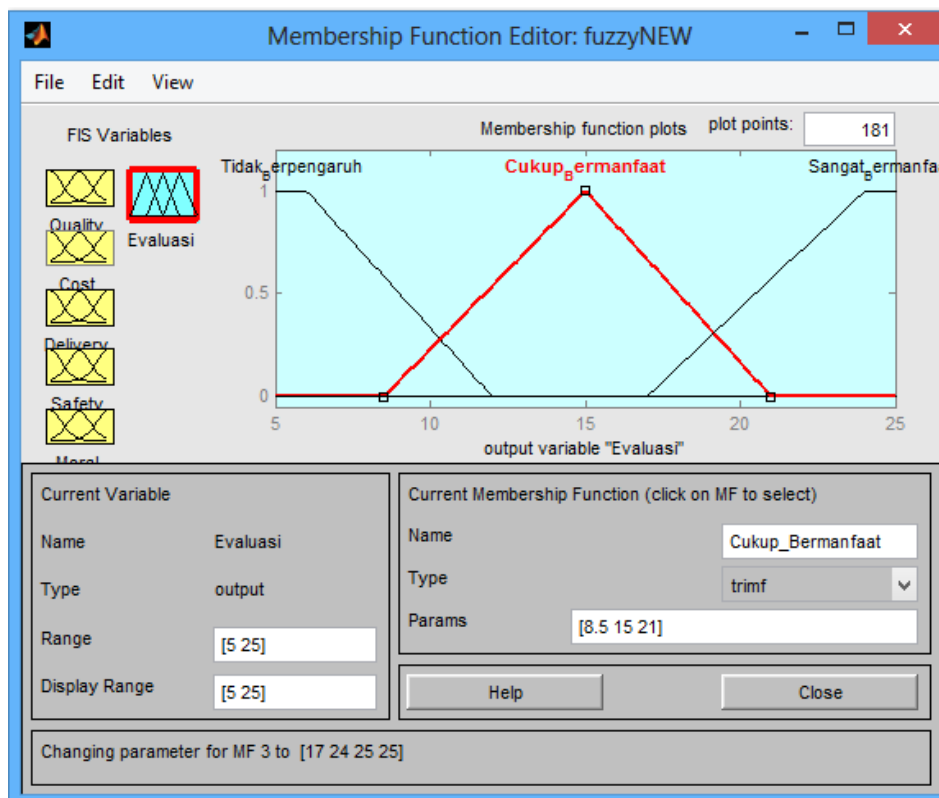 Membership Function Editor: fuzzyNEW
File Edit View
FIS Variables
Membership function plots plot points: 181
Quality
Evaluasi
Cost
Delivery
Safety
Moral
Tidak_Berpengaruh Cukup_Bermanfaat Sangat_Bermanfaa
1
0.5
0
5 10 15 20 25
output variable "Evaluasi"
Current Variable
Name Evaluasi
Type output
Range [5 25]
Display Range [5 25]
Current Membership Function (click on MF to select)
Name Cukup_Bermanfaat
Type trimf
Params [8.5 15 21]
Help Close
Changing parameter for MF 3 to [17 24 25 25]